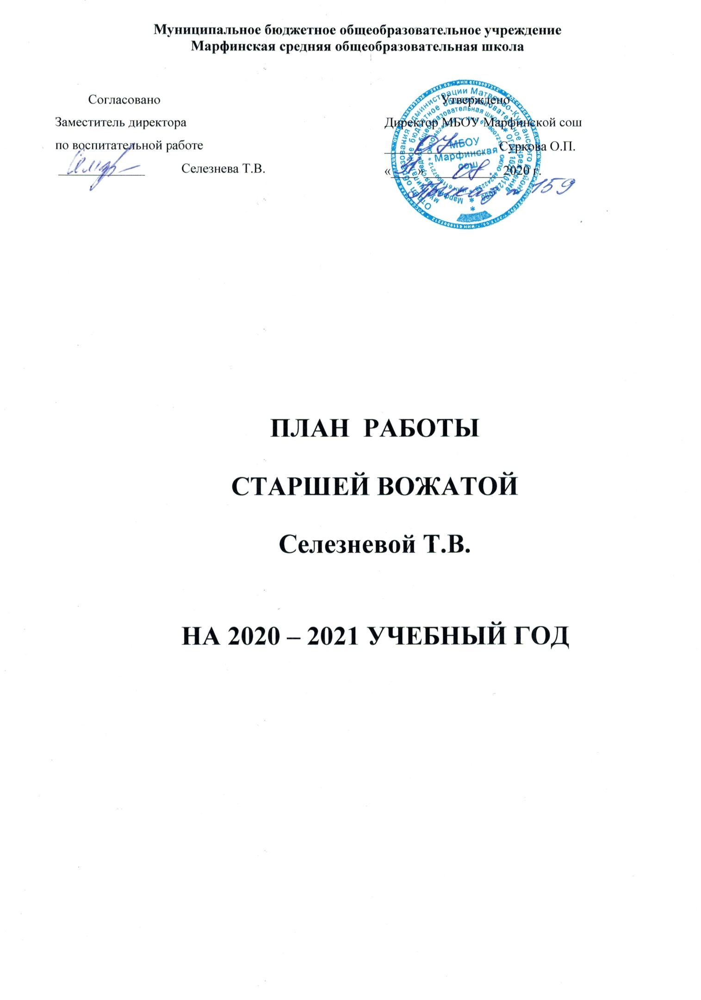 Муниципальное бюджетное общеобразовательное учреждение
Марфинская средняя общеобразовательная школа
Согласовано
Заместитель директора
по воспитательной работе
Селезнева Т.В.
Утверждено
Директор МБОУ Марфинской сош
Суркова О.П.
«31» 08. 2020 г.
Приказ № 159
МБОУ
Марфинская
сош
ПЛАН РАБОТЫ
СТАРШЕЙ ВОЖАТОЙ
Селезневой Т.В.
НА 2020 – 2021 УЧЕБНЫЙ ГОД